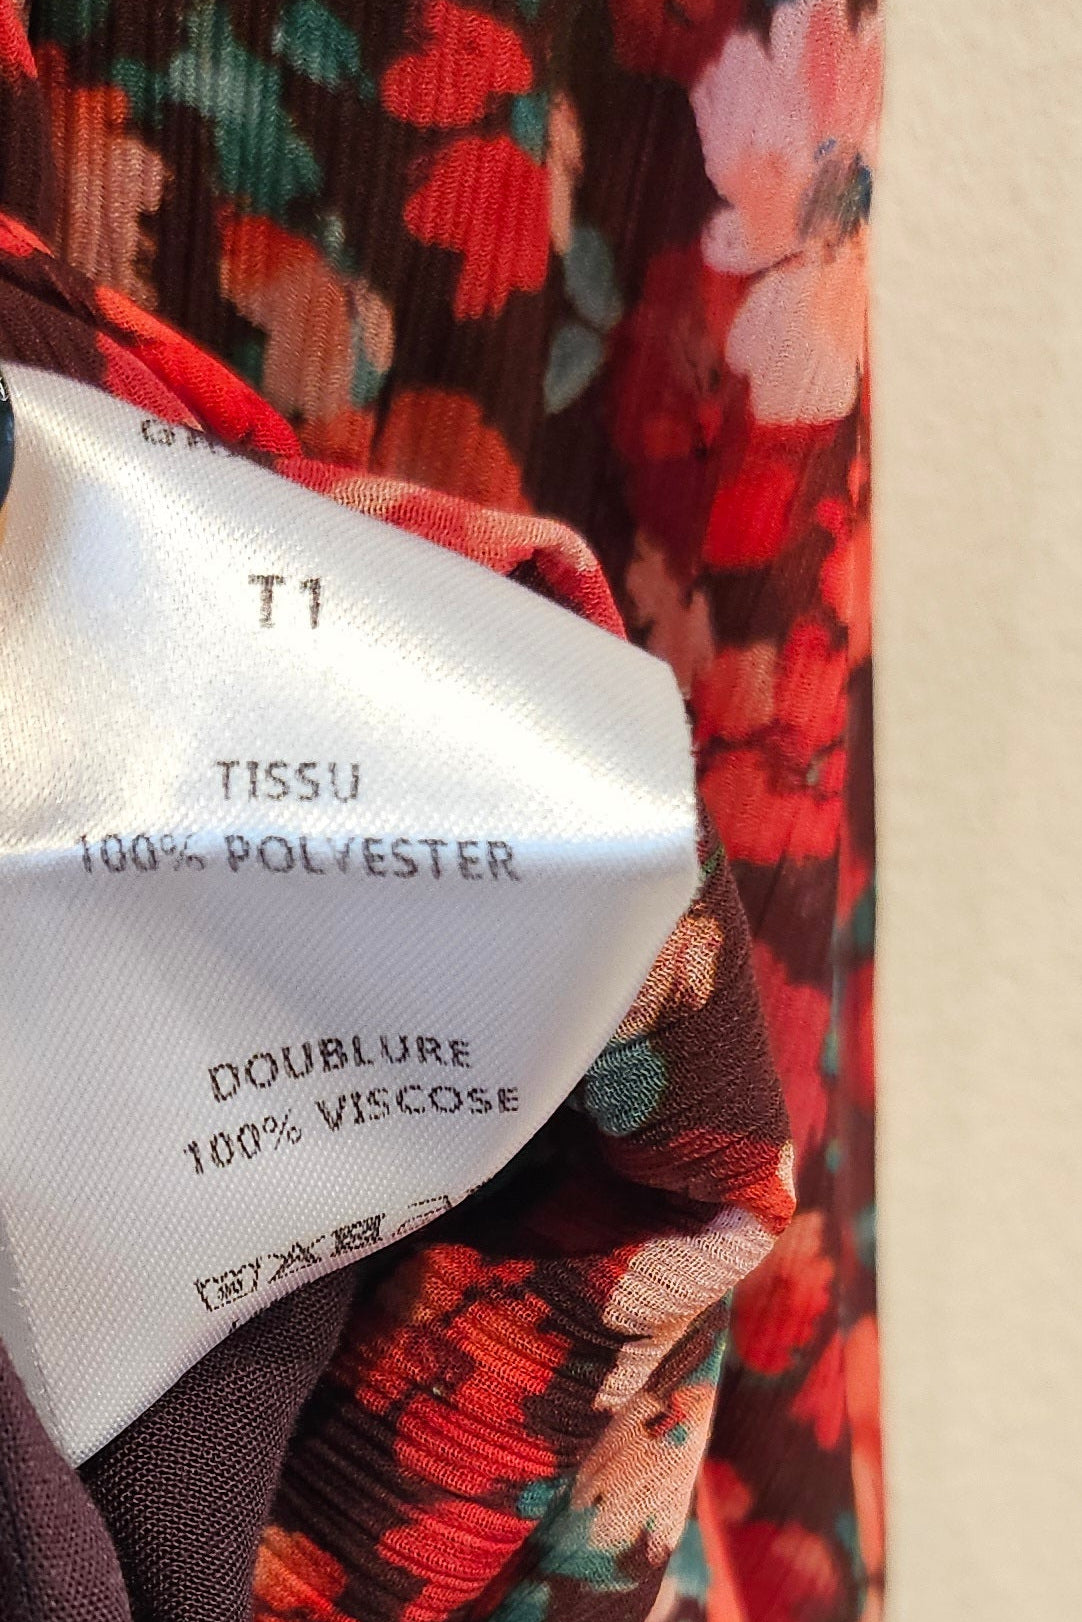 T1
TISSU
100% POLYESTER
DOUBLURE
100% VISCOSE